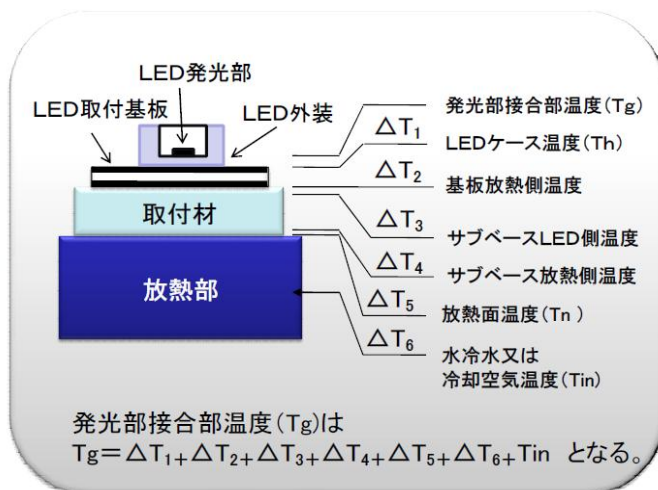 LED発光部
LED取付基板
LED外装
取付材
放熱部
△T₁
△T₂
△T₃
△T₄
△T₅
△T₆
発光部接合部温度(Tg)
LEDケース温度(Th)
基板放熱側温度
サブベースLED側温度
サブベース放熱側温度
放熱面温度(Tn )
水冷水又は
冷却空気温度(Tin)
発光部接合部温度(Tg)は
Tg=△T₁+△T₂+△T₃+△T₄+△T₅+△T₆+Tin となる。